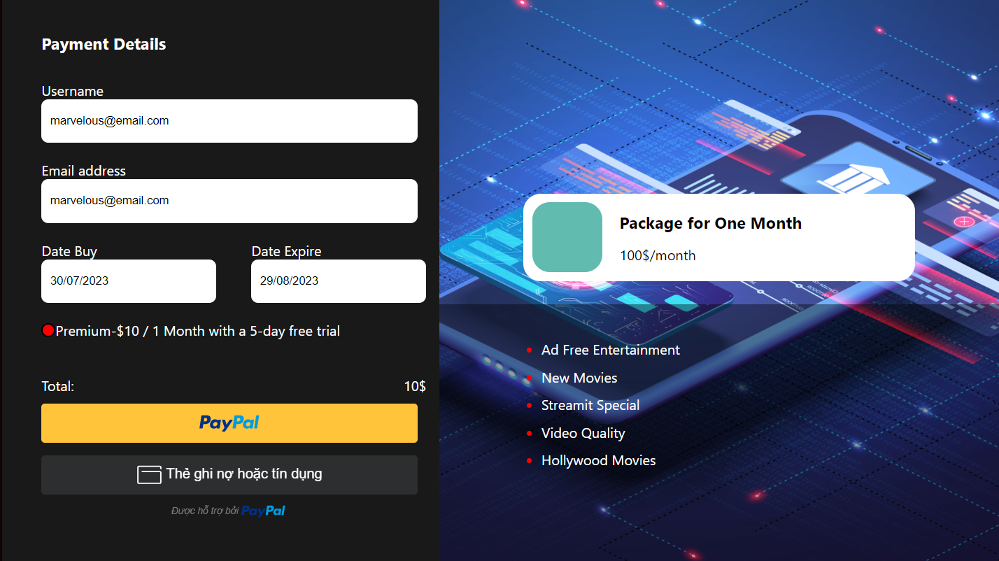 Payment Details
Username
marvelous@email.com
Email address
marvelous@email.com
Date Buy
Date Expire
30/07/2023
29/08/2023
Premium-$10 / 1 Month with a 5-day free trial
Total:
10$
PayPal
Thẻ ghi nợ hoặc tín dụng
Được hỗ trợ bởi PayPal
Package for One Month
100$/month
Ad Free Entertainment
New Movies
Streamit Special
Video Quality
Hollywood Movies